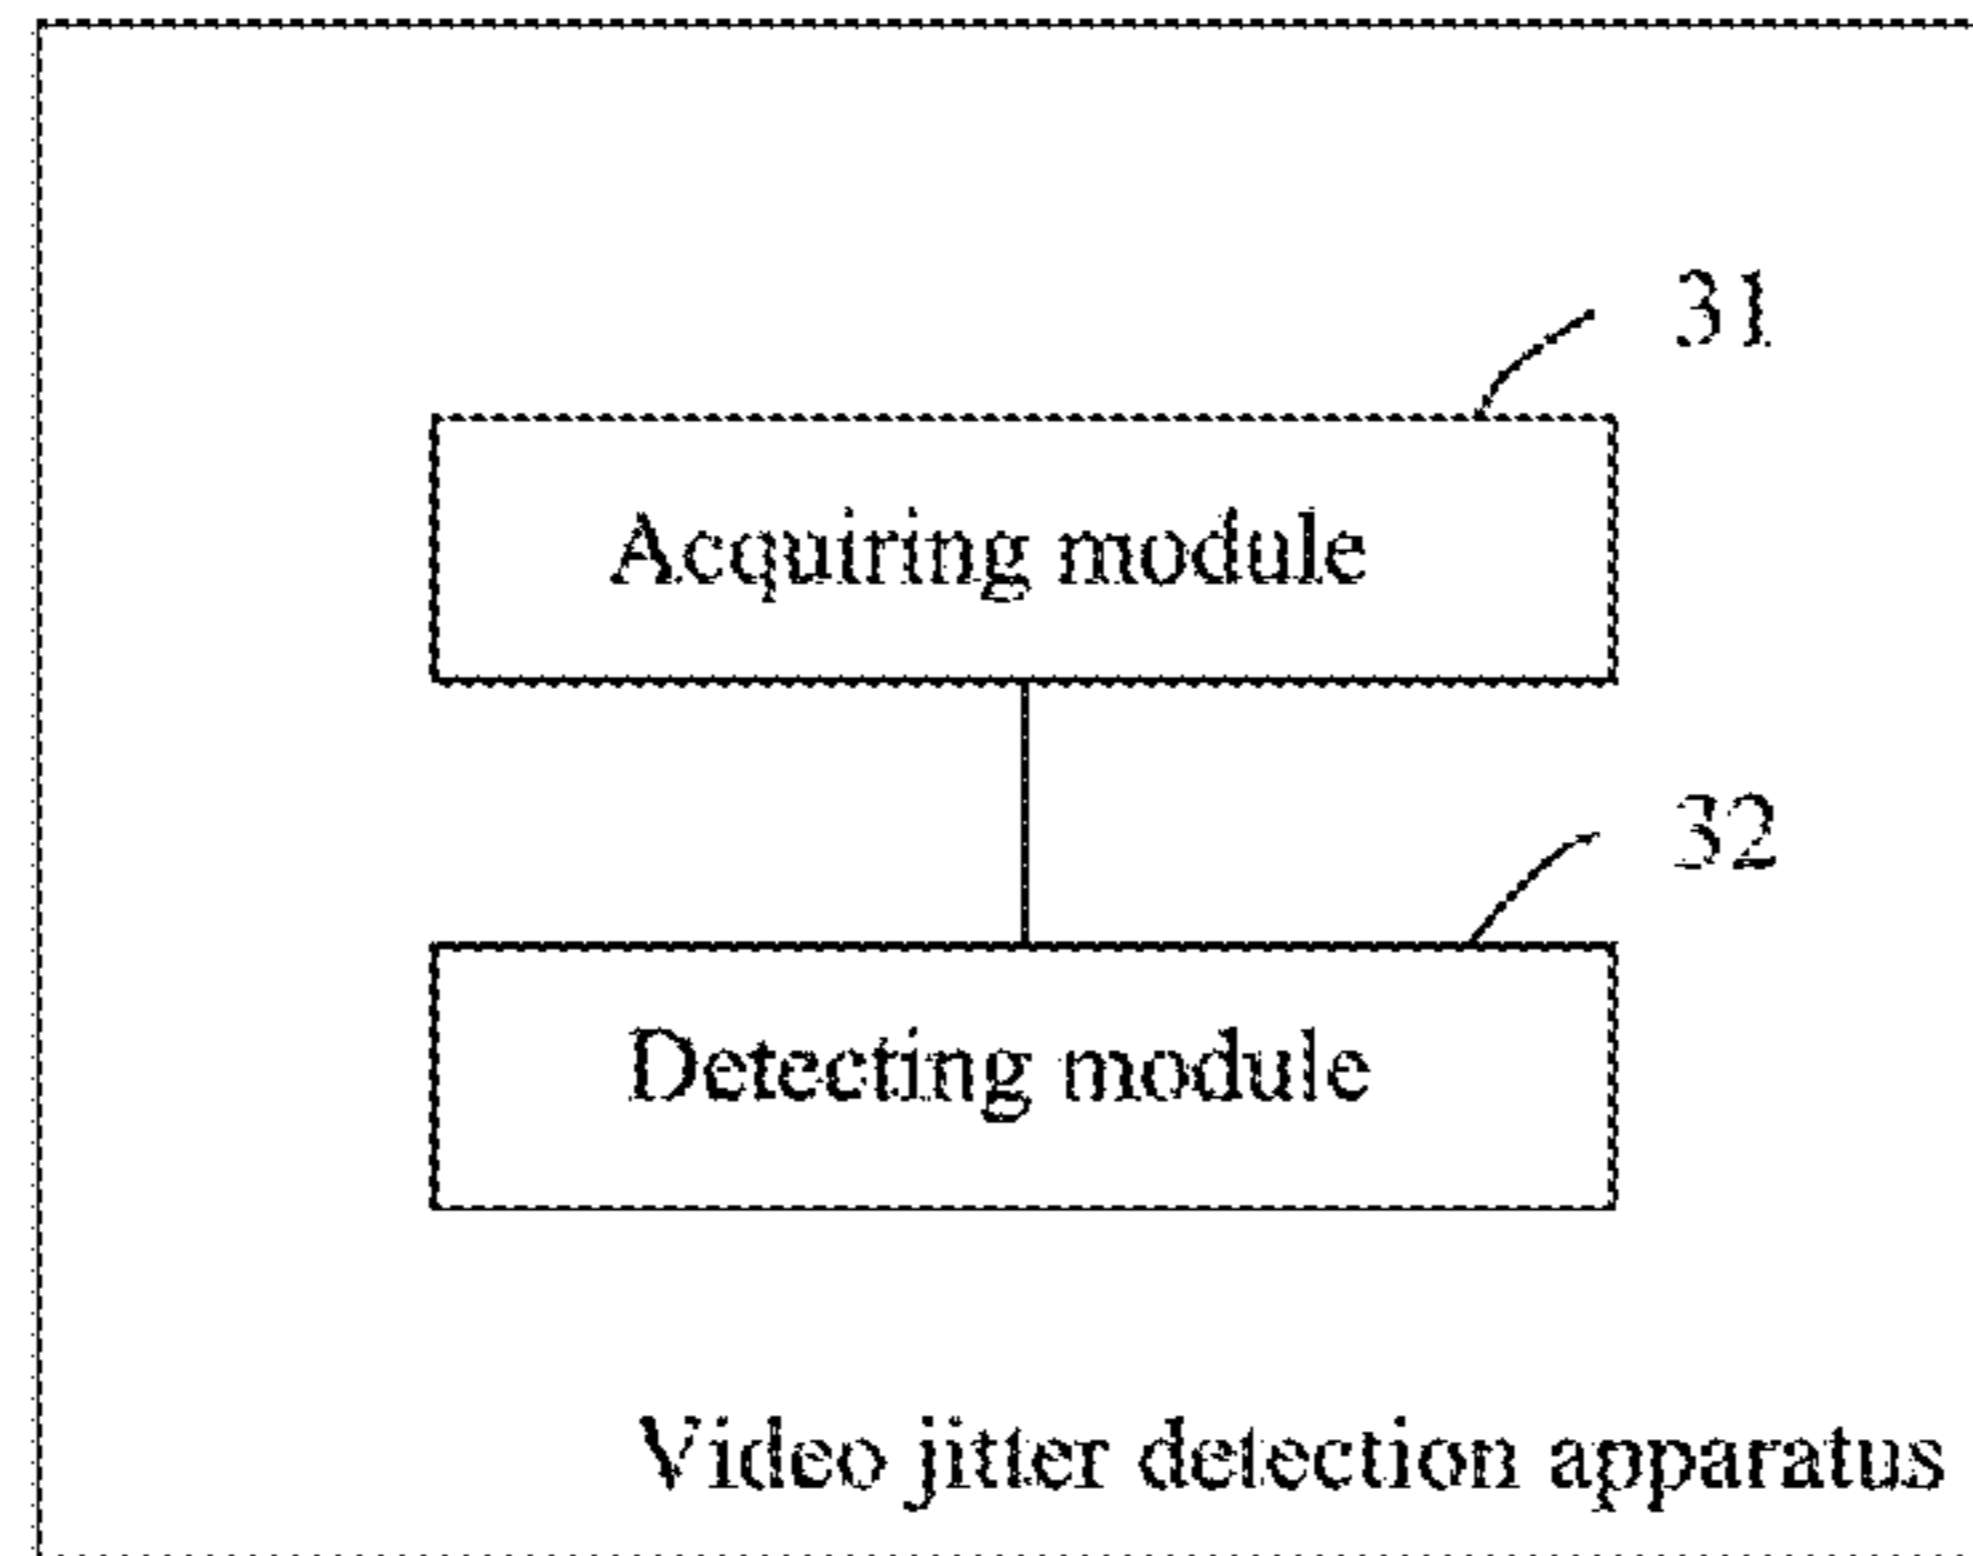 31
Acquiring module
32
Detecting module
Video jitter detection apparatus